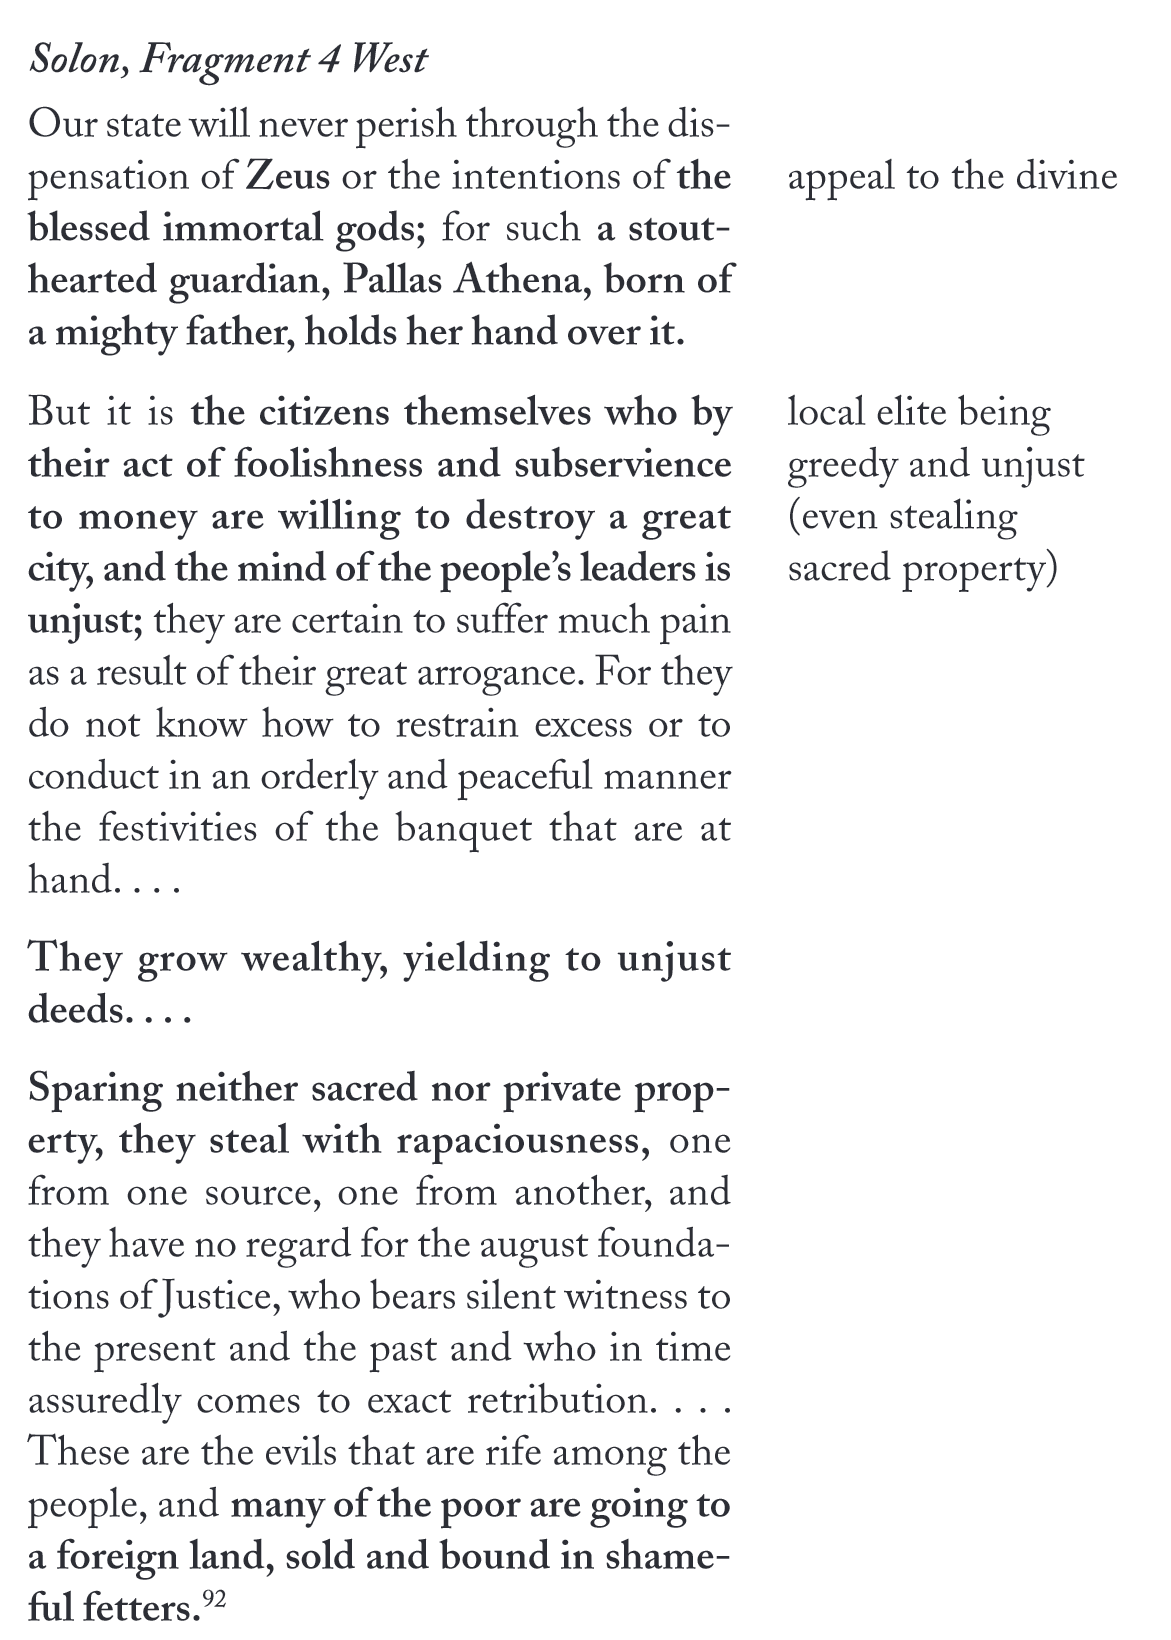 Solon, Fragment 4 West
Our state will never perish through the dis-
pensation of Zeus or the intentions of the
blessed immortal gods; for such a stout-
hearted guardian, Pallas Athena, born of
a mighty father, holds her hand over it.
appeal to the divine
But it is the citizens themselves who by
their act of foolishness and subservience
to money are willing to destroy a great
city, and the mind of the people’s leaders is
unjust; they are certain to suffer much pain
as a result of their great arrogance. For they
do not know how to restrain excess or to
conduct in an orderly and peaceful manner
the festivities of the banquet that are at
hand. . . .
local elite being
greedy and unjust
(even stealing
sacred property)
They grow wealthy, yielding to unjust
deeds. . . .
Sparing neither sacred nor private prop-
erty, they steal with rapaciousness, one
from one source, one from another, and
they have no regard for the august founda-
tions of Justice, who bears silent witness to
the present and the past and who in time
assuredly comes to exact retribution. . . .
These are the evils that are rife among the
people, and many of the poor are going to
a foreign land, sold and bound in shame-
ful fetters.92